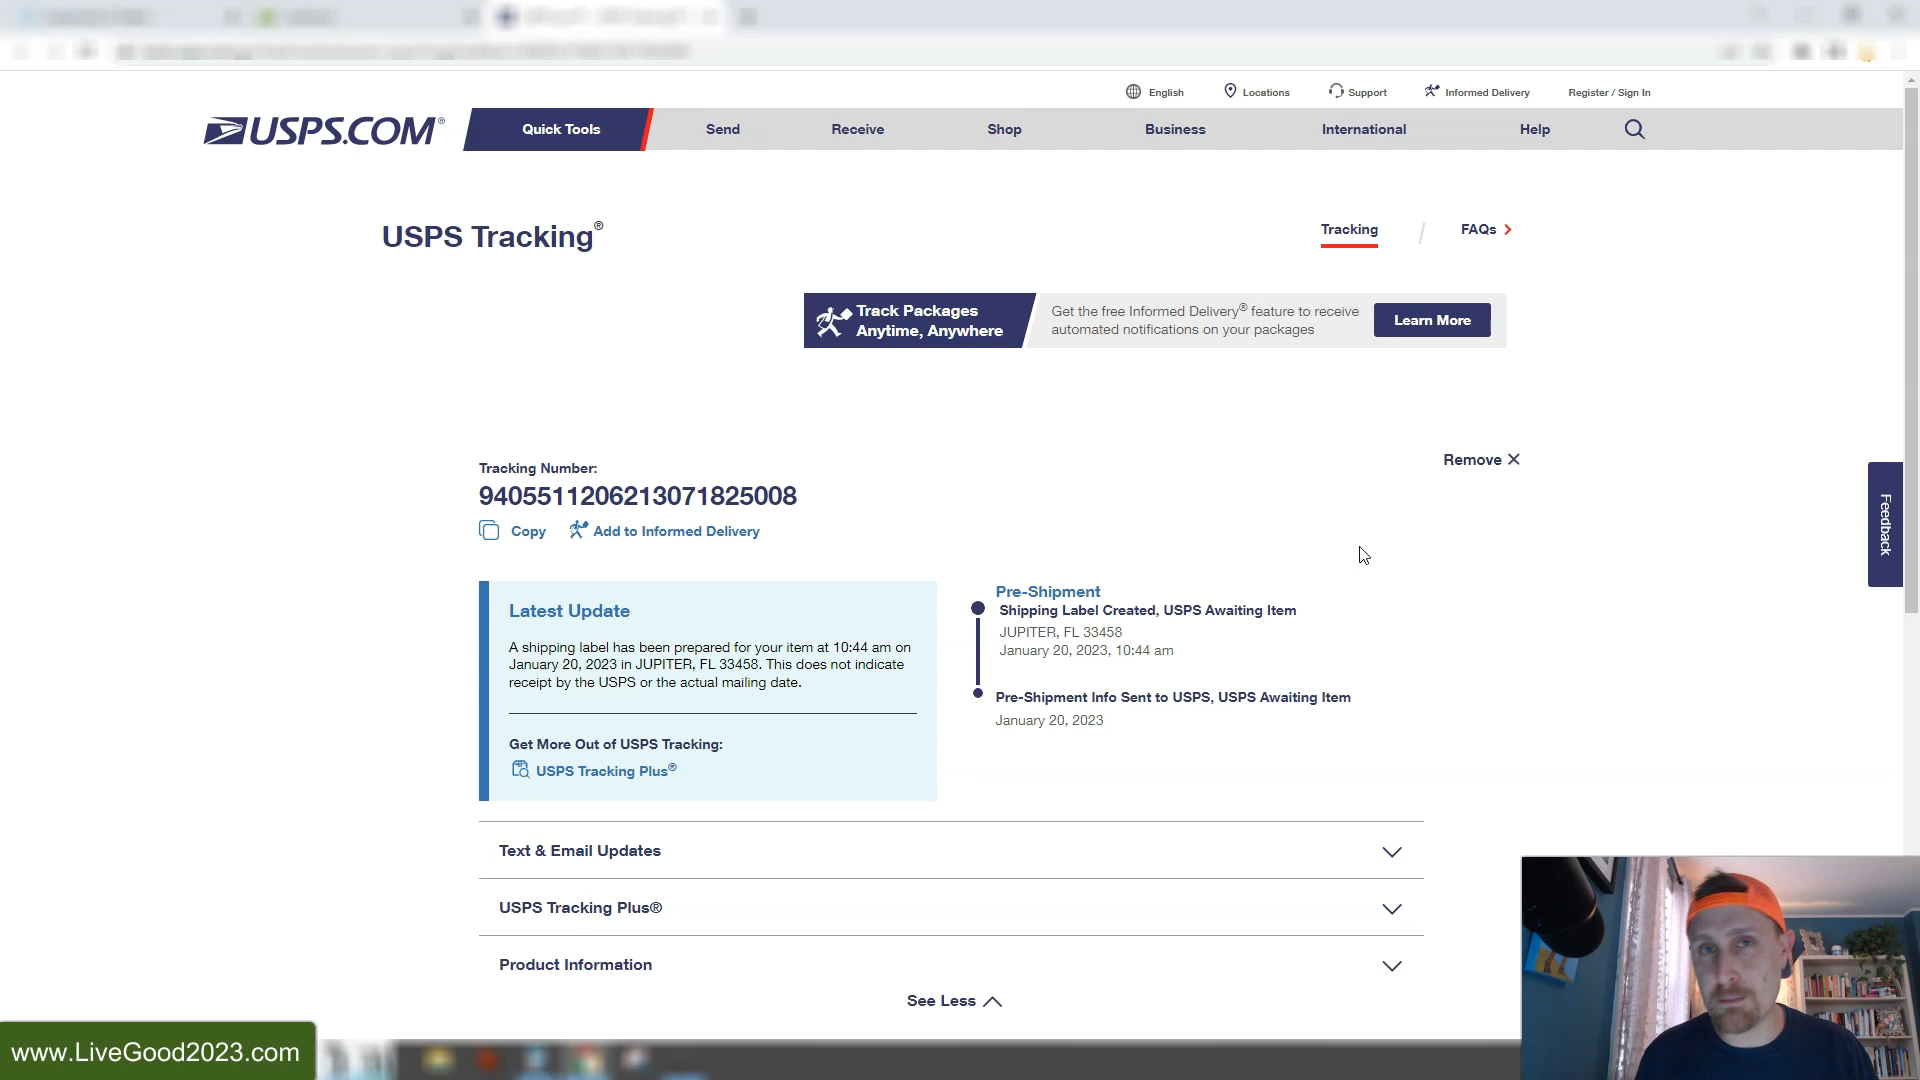 English
Locations
Support
Informed Delivery
Register / Sign In
USPS.COM®
Quick Tools
Send
Receive
Shop
Business
International
Help
USPS Tracking®
Tracking
FAQs
Track Packages
Anytime, Anywhere
Get the free Informed Delivery® feature to receive
automated notifications on your packages
Learn More
Remove
Tracking Number:
9405511206213071825008
Copy
Add to Informed Delivery
Feedback
Latest Update
A shipping label has been prepared for your item at 10:44 am on
January 20, 2023 in JUPITER, FL 33458. This does not indicate
receipt by the USPS or the actual mailing date.
Get More Out of USPS Tracking:
USPS Tracking Plus®
Pre-Shipment
Shipping Label Created, USPS Awaiting Item
JUPITER, FL 33458
January 20, 2023, 10:44 am
Pre-Shipment Info Sent to USPS, USPS Awaiting Item
January 20, 2023
Text & Email Updates
USPS Tracking Plus®
Product Information
See Less
www.LiveGood2023.com